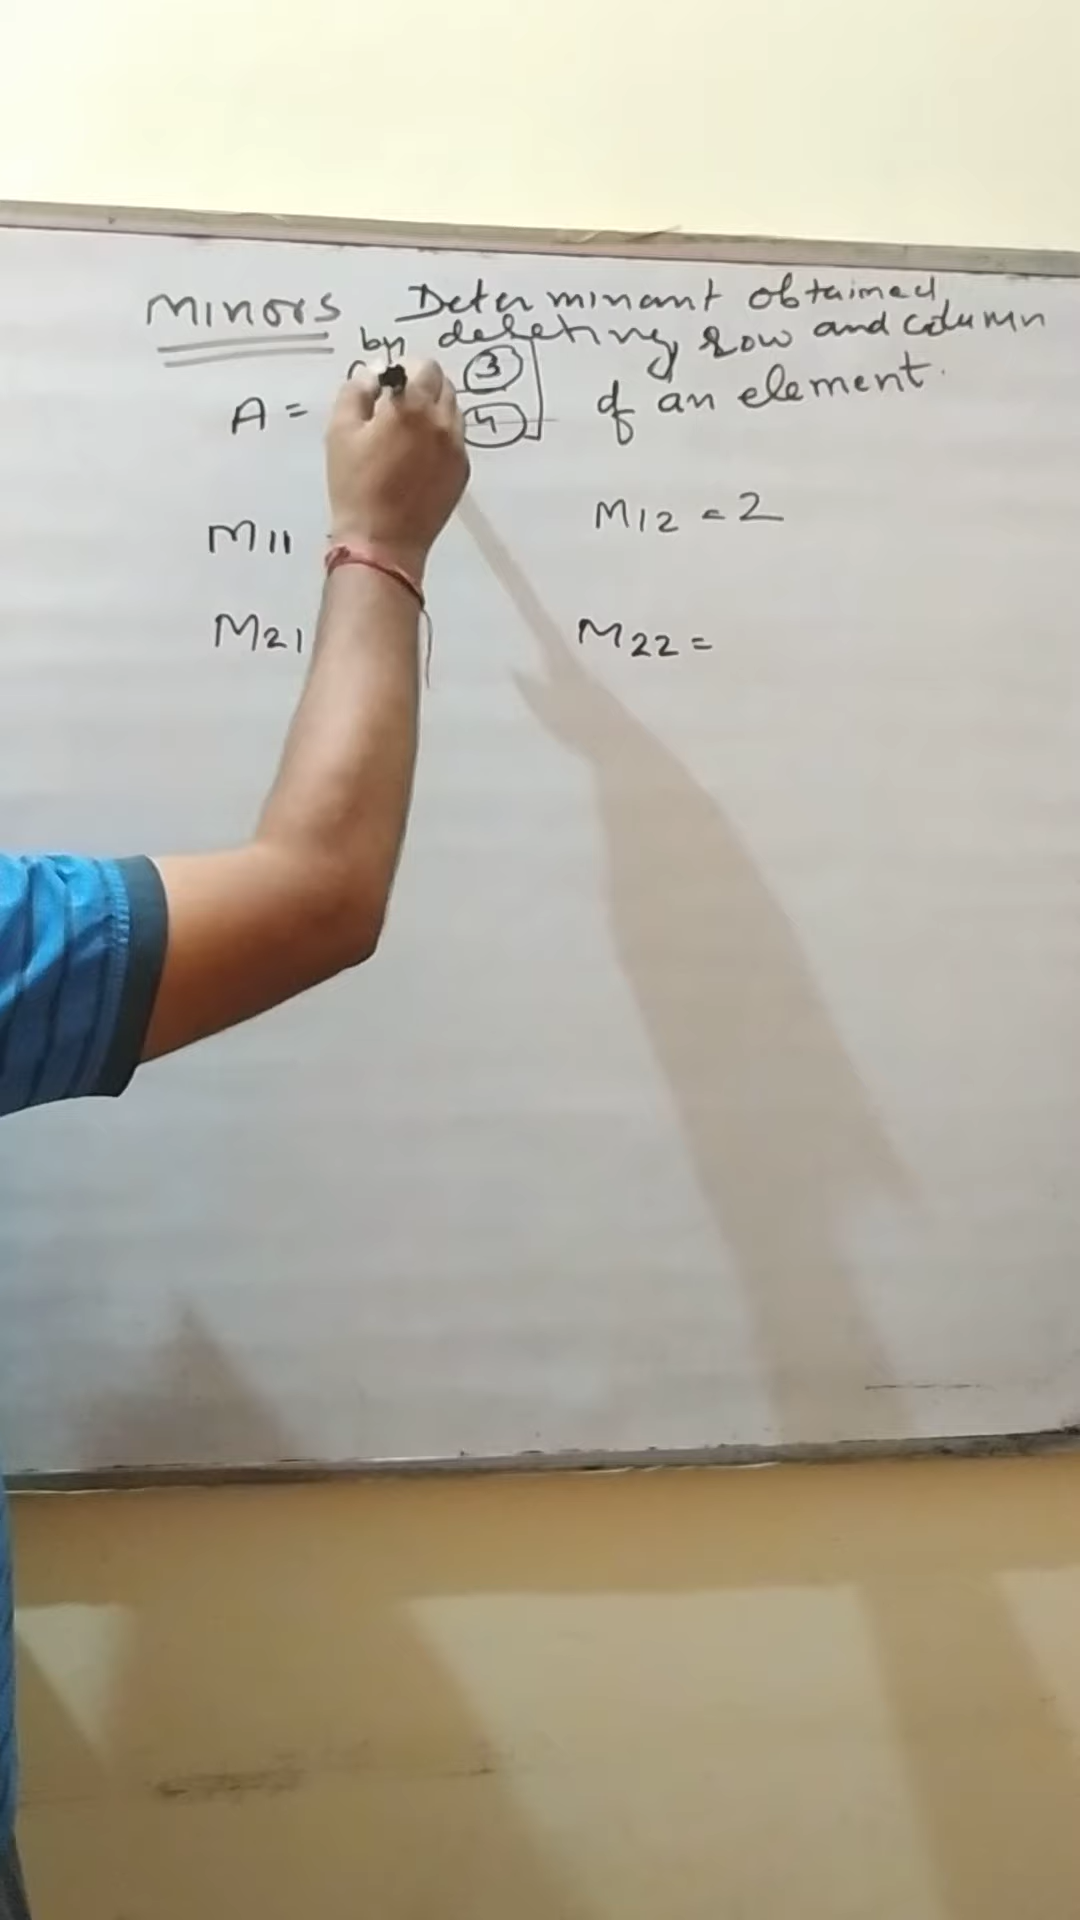 Minors Determinant obtained
by deleting row and column
A = 3 of an element.
4
M12 = 2
M11
M21 M22 =